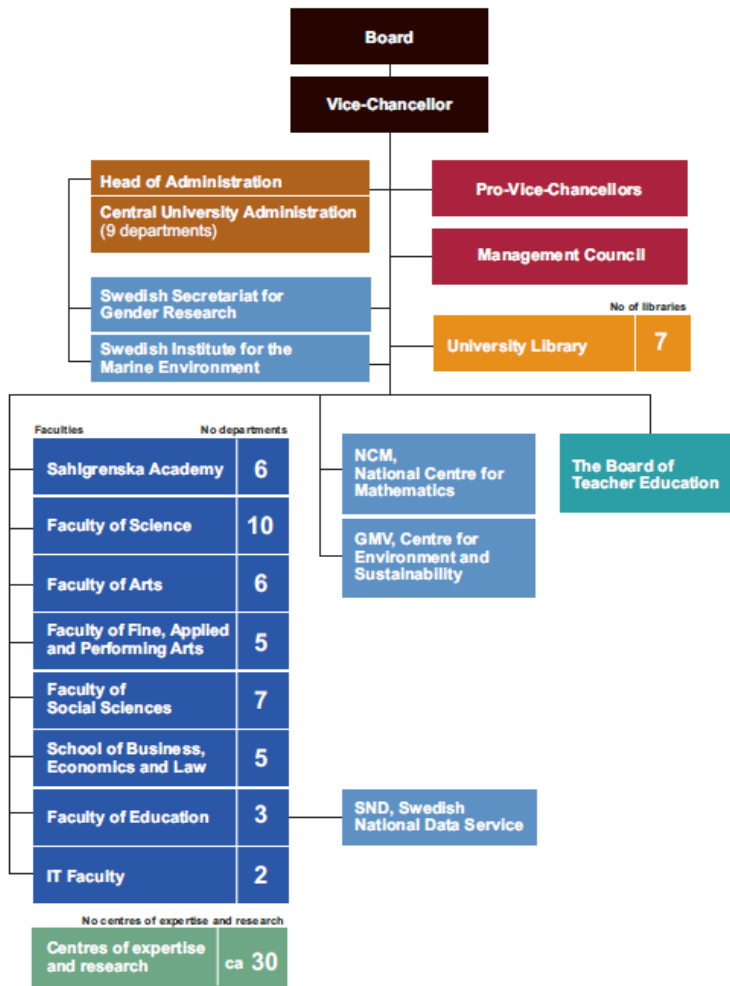 Board
Vice-Chancellor
Head of Administration
Central University Administration
(9 departments)
Pro-Vice-Chancellors
Management Council
Swedish Secretariat for
Gender Research
Swedish Institute for the
Marine Environment
No of libraries
University Library 7
Faculties No departments
Sahlgrenska Academy 6
Faculty of Science 10
Faculty of Arts 6
Faculty of Fine, Applied
and Performing Arts 5
Faculty of
Social Sciences 7
School of Business,
Economics and Law 5
Faculty of Education 3
IT Faculty 2
NCM,
National Centre for
Mathematics
GMV, Centre for
Environment and
Sustainability
The Board of
Teacher Education
SND, Swedish
National Data Service
No centres of expertise and research
Centres of expertise
and research ca 30